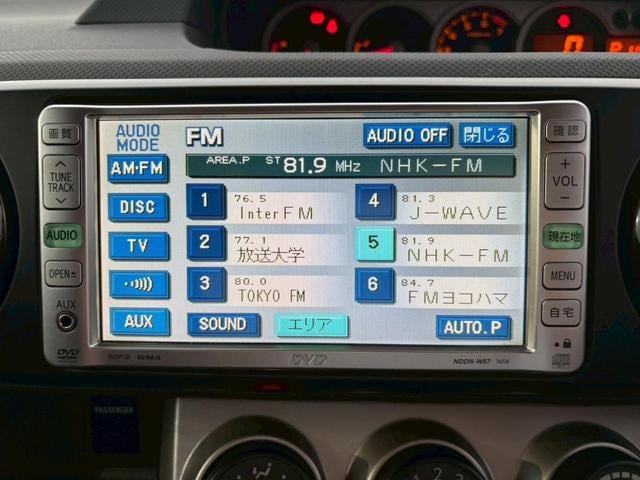 画質
TUNE
TRACK
AUDIO
OPEN
AUX
DVD
AUDIO
MODE
AM・FM
DISC
TV
AUX
FM
AUDIO OFF
閉じる
AREA.P ST 81.9 MHz NHK-FM
1 76.5
InterFM
2 77.1
放送大学
3 80.0
TOKYO FM
4 81.3
J-WAVE
5 81.9
NHK-FM
6 84.7
FMヨコハマ
SOUND
エリア
AUTO.P
確認
+
VOL
-
現在地
MENU
自宅
MP3 WMA
DVD
NDDN-W57
PASSENGER
0